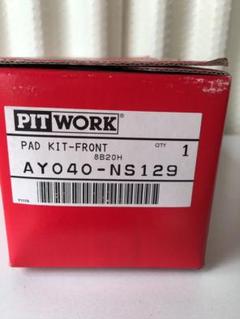 PITWORK
PAD KIT-FRONT QTY 1
8B20H
AY040-NS129